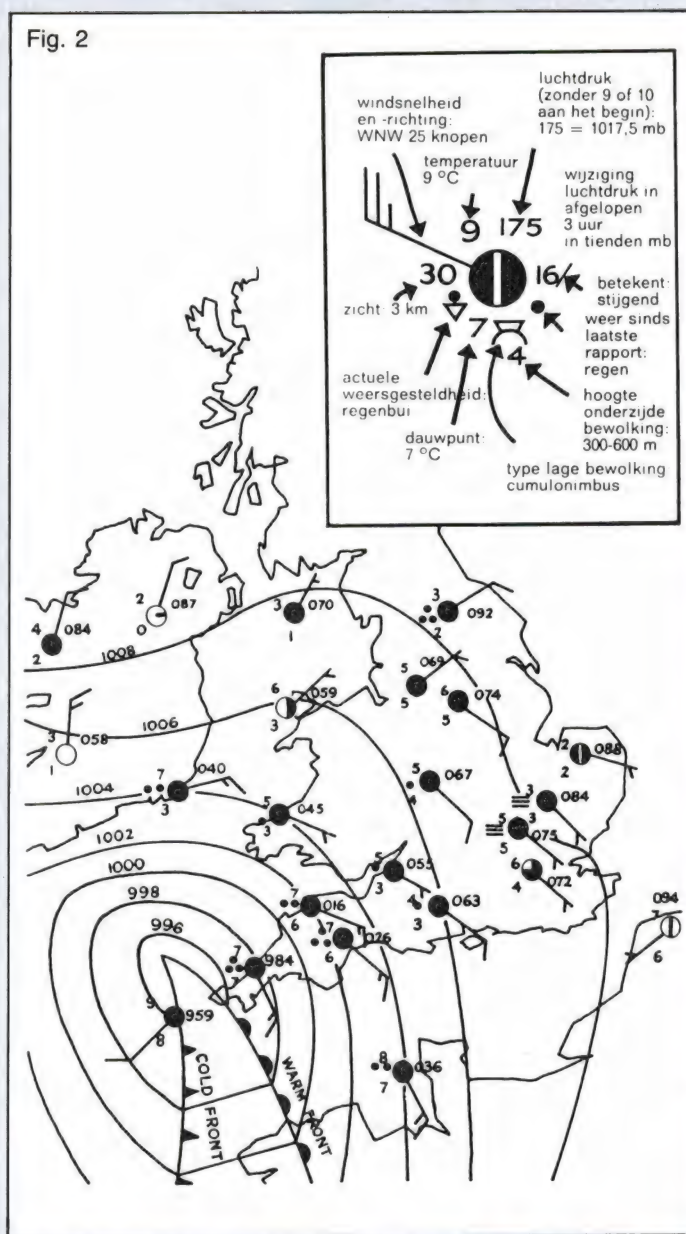 Fig. 2
luchtdruk
(zonder 9 of 10
aan het begin):
175 = 1017,5 mb
windsnelheid
en -richting:
WNW 25 knopen
temperatuur
9 °C
wijziging
luchtdruk in
afgelopen
3 uur
in tienden mb
9 175
30 16
betekent:
stijgend
zicht: 3 km
7
4
weer sinds
laatste
rapport:
regen
actuele
weersgesteldheid:
regenbui
hoogte
onderzijde
bewolking:
300-600 m
dauwpunt:
7 °C
type lage bewolking
cumulonimbus
2 087
0
4 084
2
3 070
1
3 092
2
1008
5 069
5
6 074
5
6 059
3
1006
3 058
1
2 088
2
7 040
3
1004
5 067
4
3 084
5 045
3
5 3 075
5
1002
6 072
4
5 055
3
1000
4 063
3
094
6
998
7 016
6
7 026
6
996
7 984
7
9 959
8
8 036
7
COLD FRONT
WARM FRONT